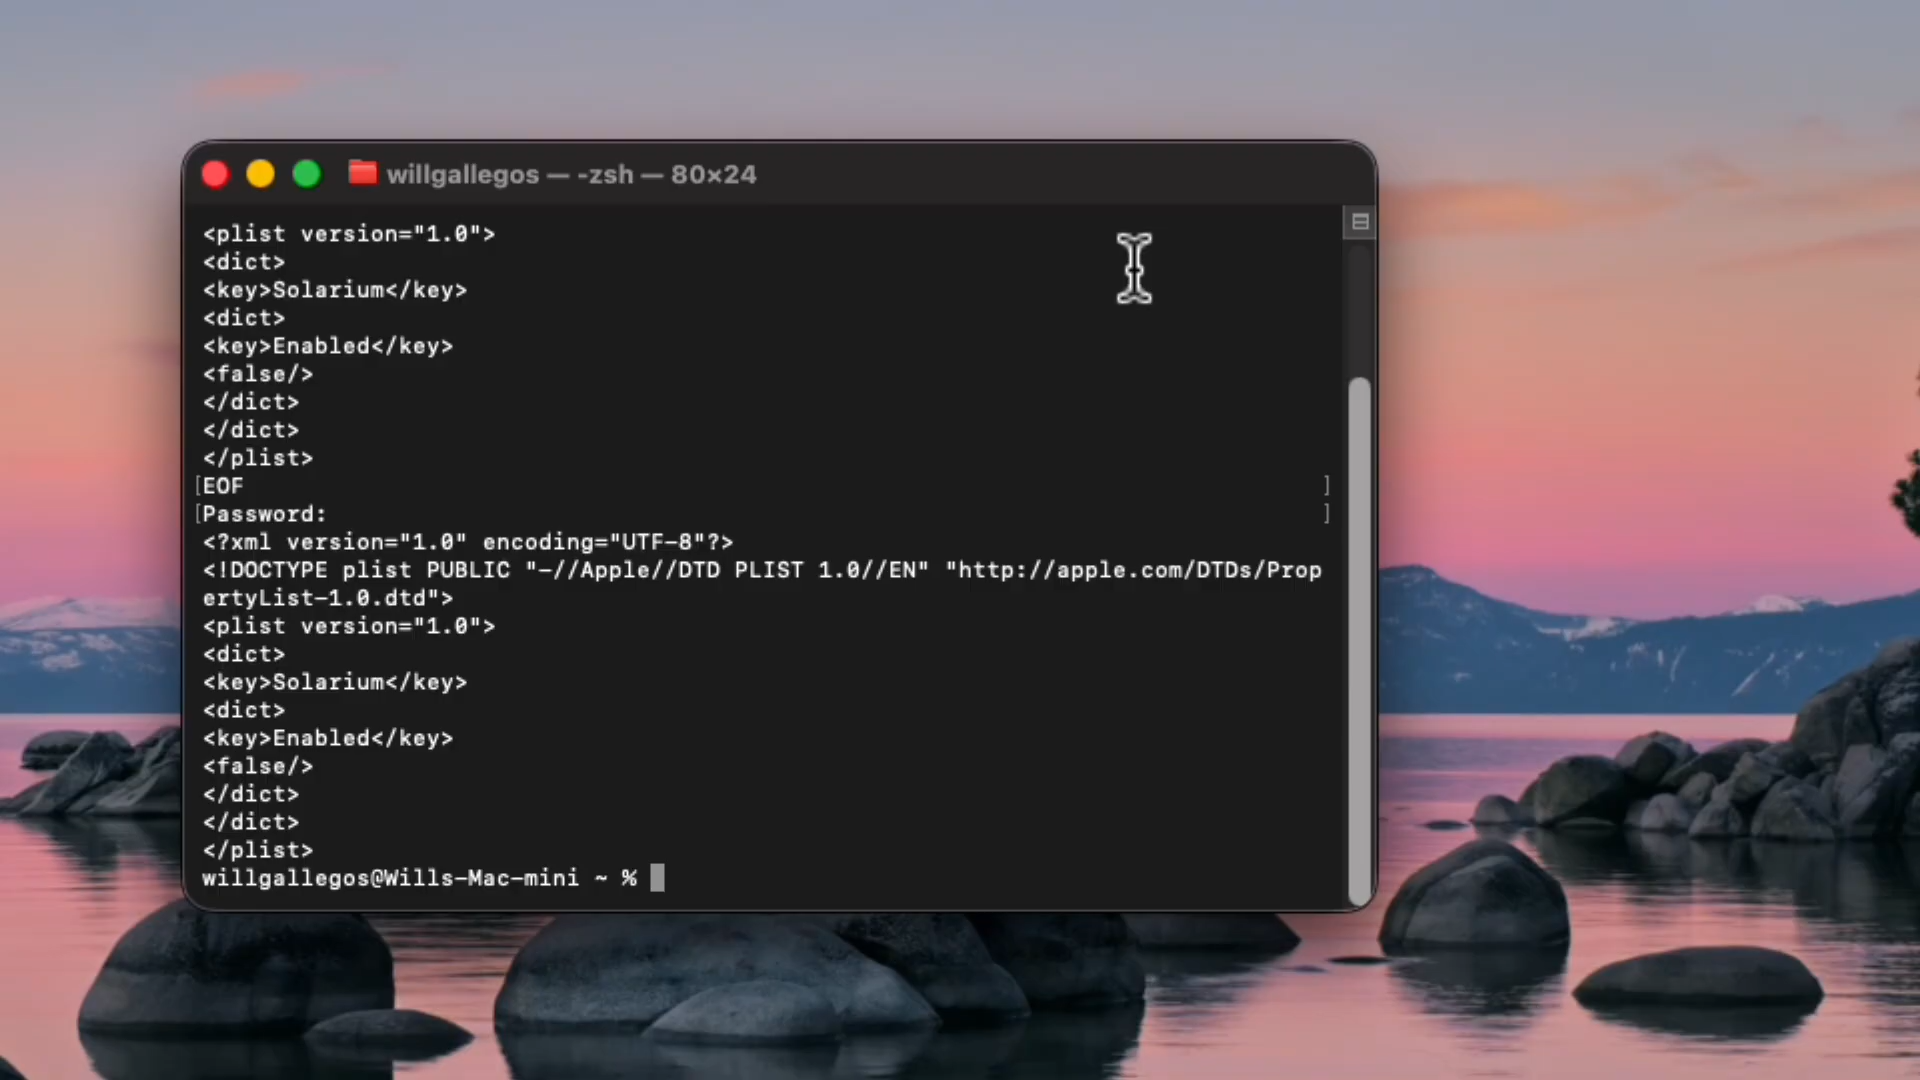 willgallegos — -zsh — 80×24
<plist version="1.0">
<dict>
<key>Solarium</key>
<dict>
<key>Enabled</key>
<false/>
</dict>
</dict>
</plist>
[EOF ]
[Password: ]
<?xml version="1.0" encoding="UTF-8"?>
<!DOCTYPE plist PUBLIC "-//Apple//DTD PLIST 1.0//EN" "http://apple.com/DTDs/Prop
ertyList-1.0.dtd">
<plist version="1.0">
<dict>
<key>Solarium</key>
<dict>
<key>Enabled</key>
<false/>
</dict>
</dict>
</plist>
willgallegos@Wills-Mac-mini ~ %